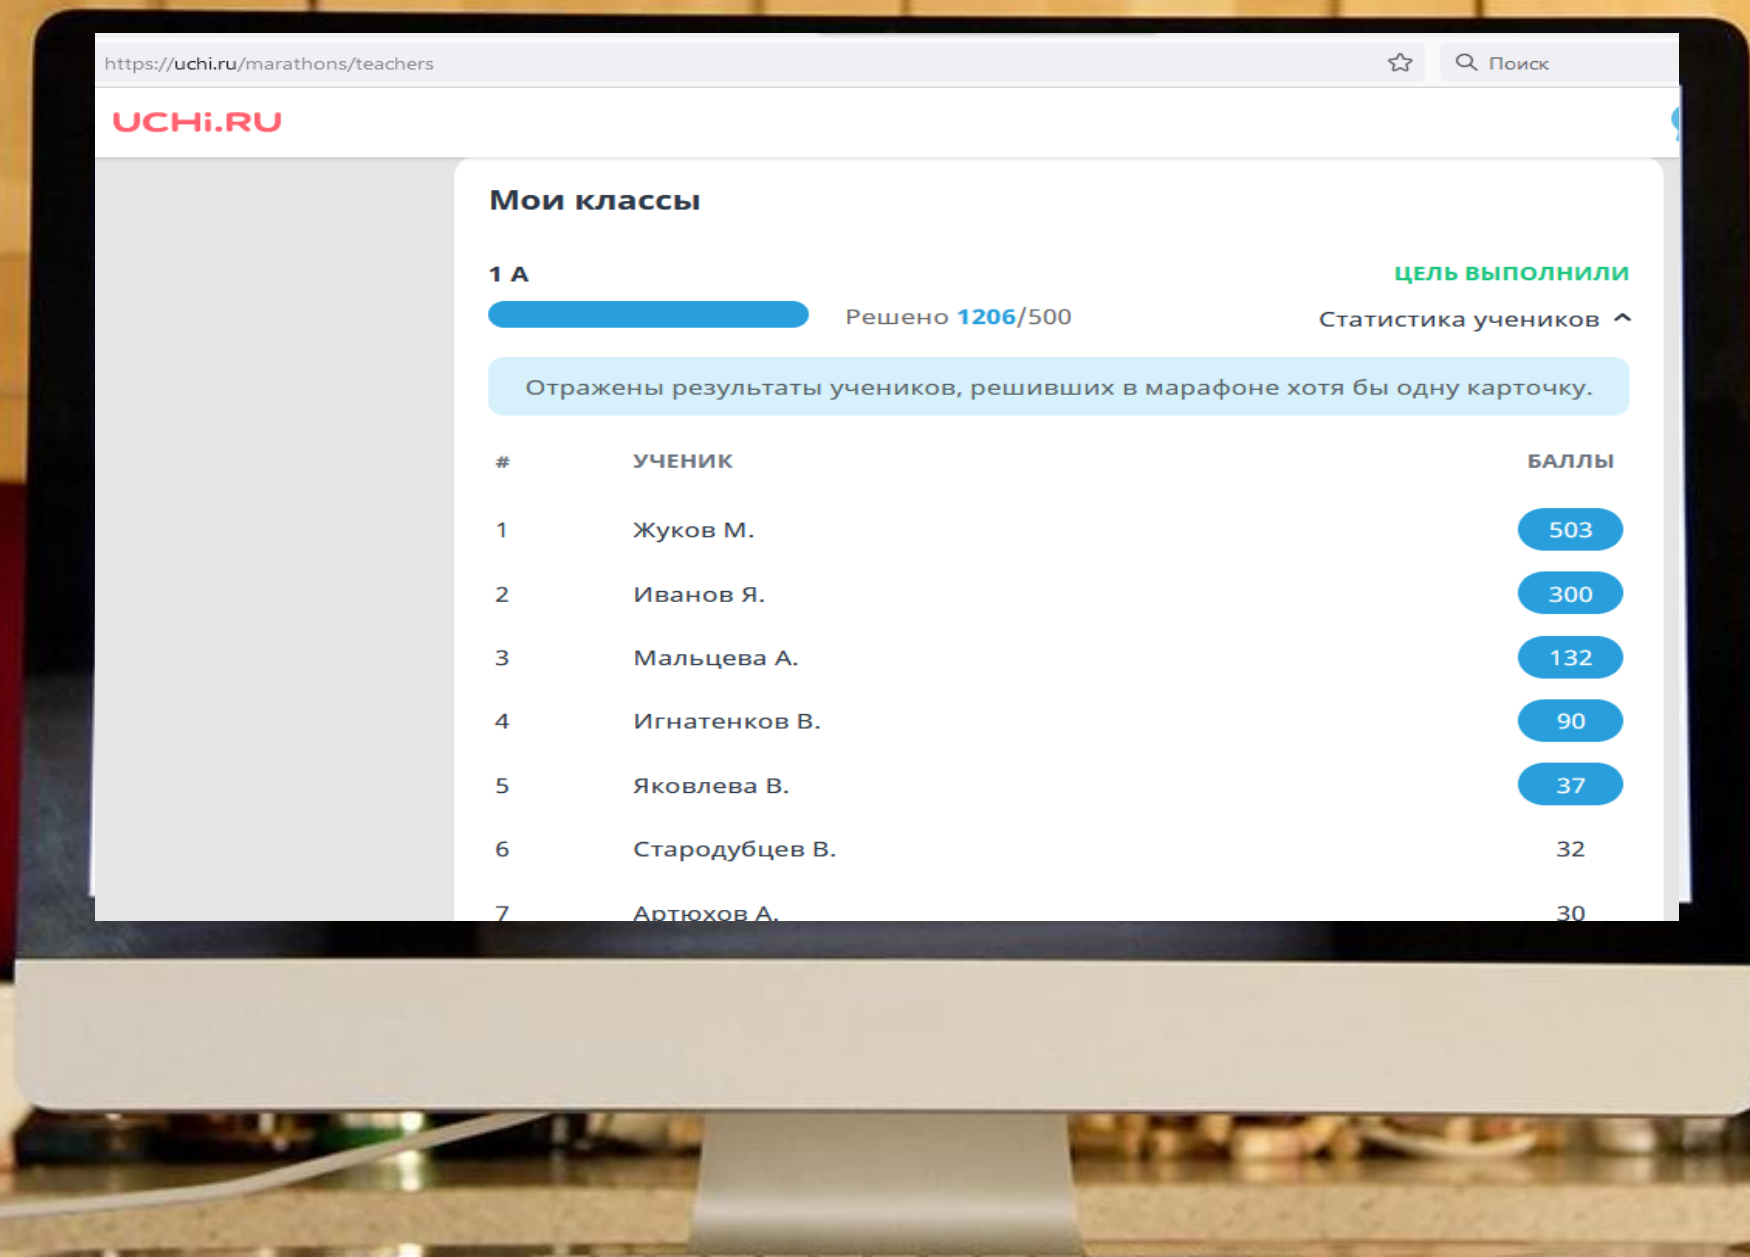 https://uchi.ru/marathons/teachers
Поиск
UCHi.RU
Мои классы
1 А
ЦЕЛЬ ВЫПОЛНИЛИ
Решено 1206/500
Статистика учеников
Отражены результаты учеников, решивших в марафоне хотя бы одну карточку.
# УЧЕНИК БАЛЛЫ
1 Жуков М. 503
2 Иванов Я. 300
3 Мальцева А. 132
4 Игнатенков В. 90
5 Яковлева В. 37
6 Стародубцев В. 32
7 Артюхов А. 30